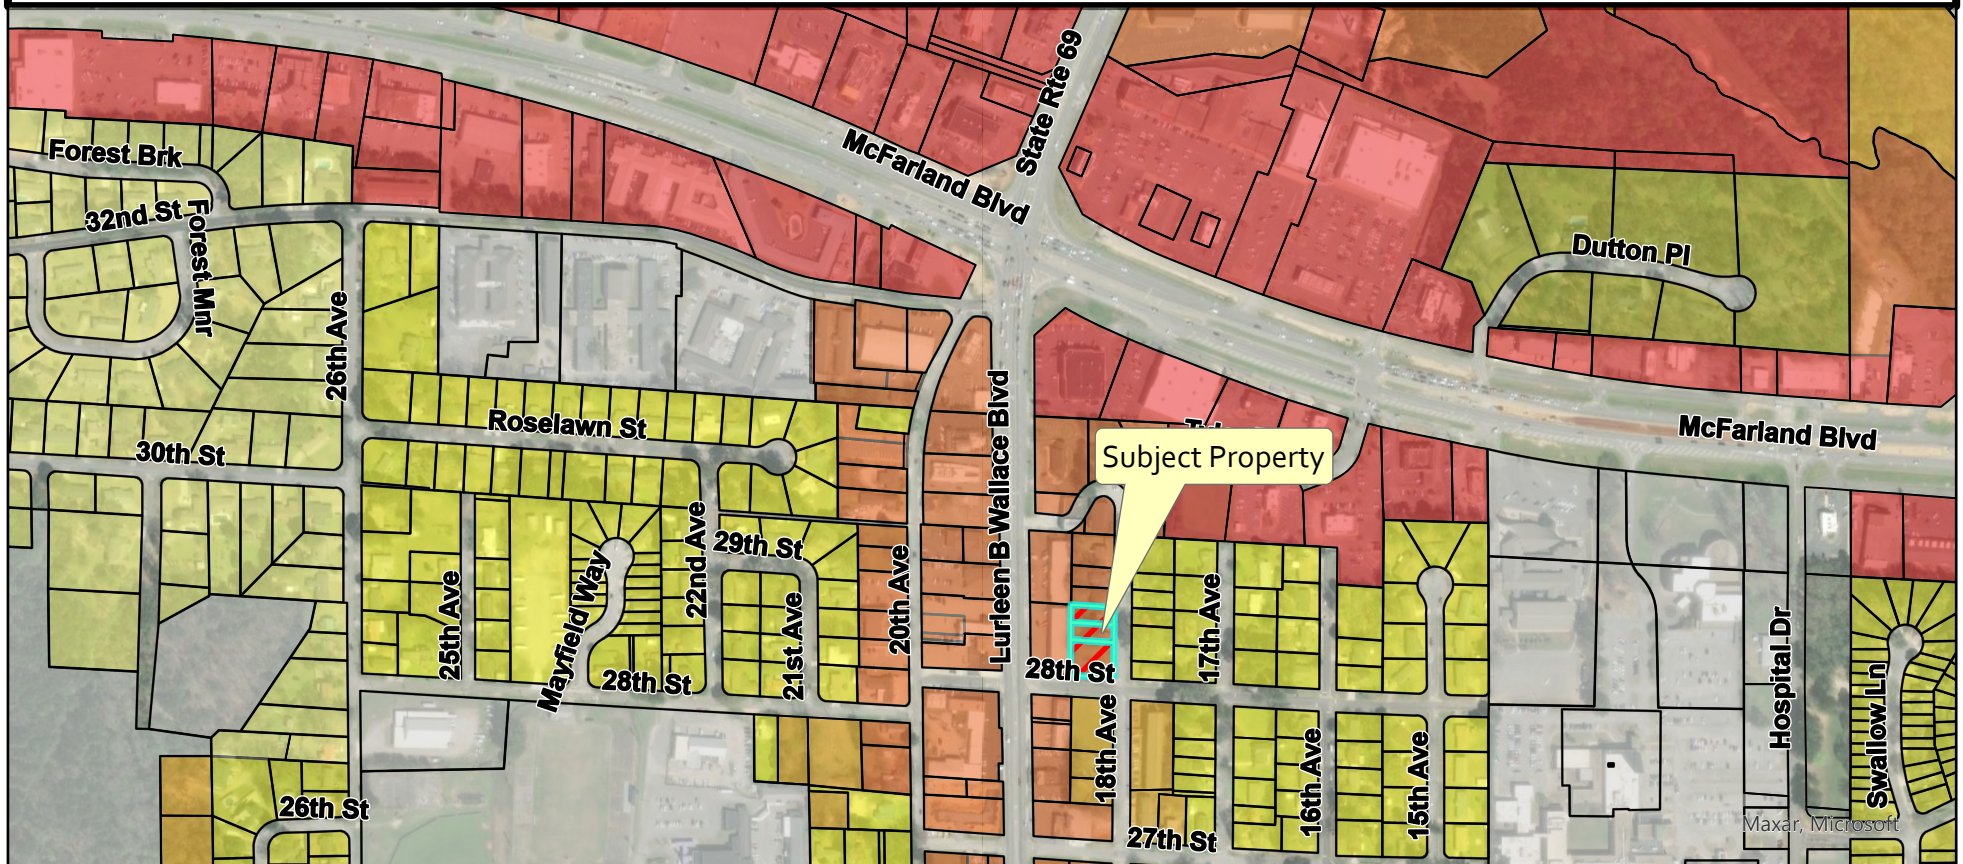 State Rte 69
McFarland Blvd
Forest Brk
32nd St
Forest Mnr
Dutton Pl
26th Ave
Roselawn St
30th St
Lurleen B Wallace Blvd
McFarland Blvd
Subject Property
22nd Ave
29th St
20th Ave
25th Ave
Mayfield Way
21st Ave
17th Ave
28th St
28th St
Hospital Dr
Swallow Ln
18th Ave
16th Ave
15th Ave
26th St
27th St
Maxar, Microsoft